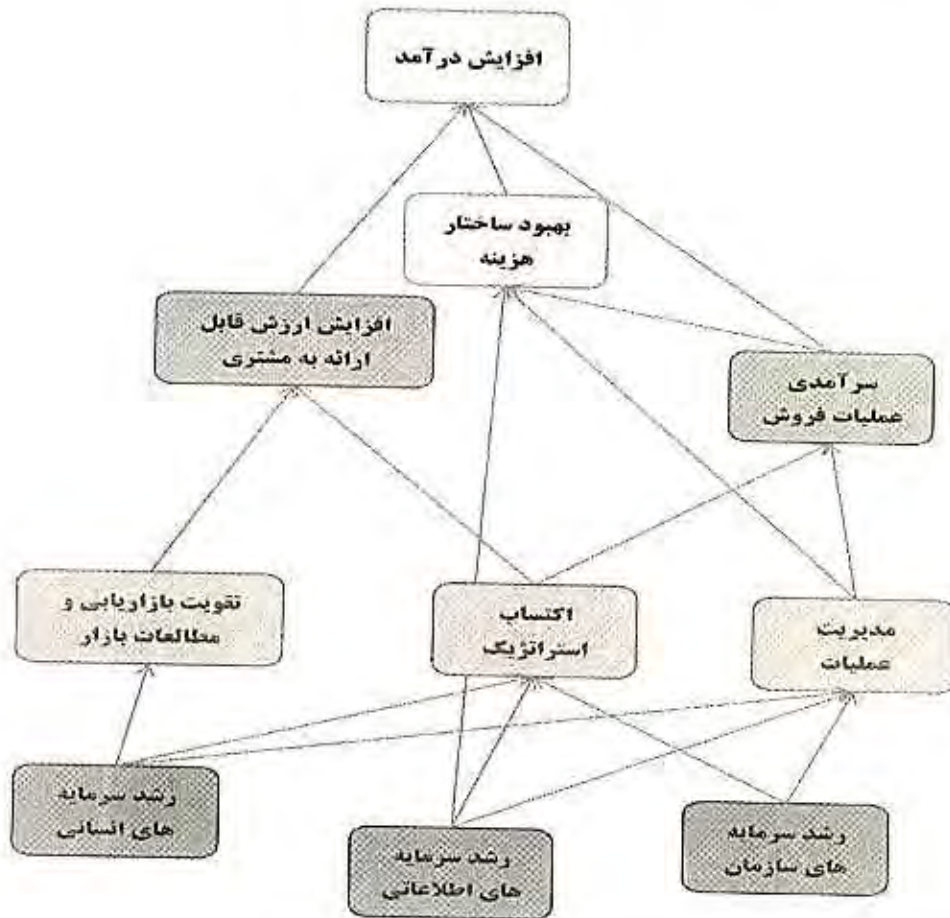 افزایش درآمد
بهبود ساختار
هزینه
افزایش ارزش قابل
ارائه به مشتری
سرآمدی
عملیات فروش
تقویت بازاریابی و
مطالعات بازار
اکتساب
استراتژیک
مدیریت
عملیات
رشد سرمایه
های انسانی
رشد سرمایه
های اطلاعاتی
رشد سرمایه
های سازمان